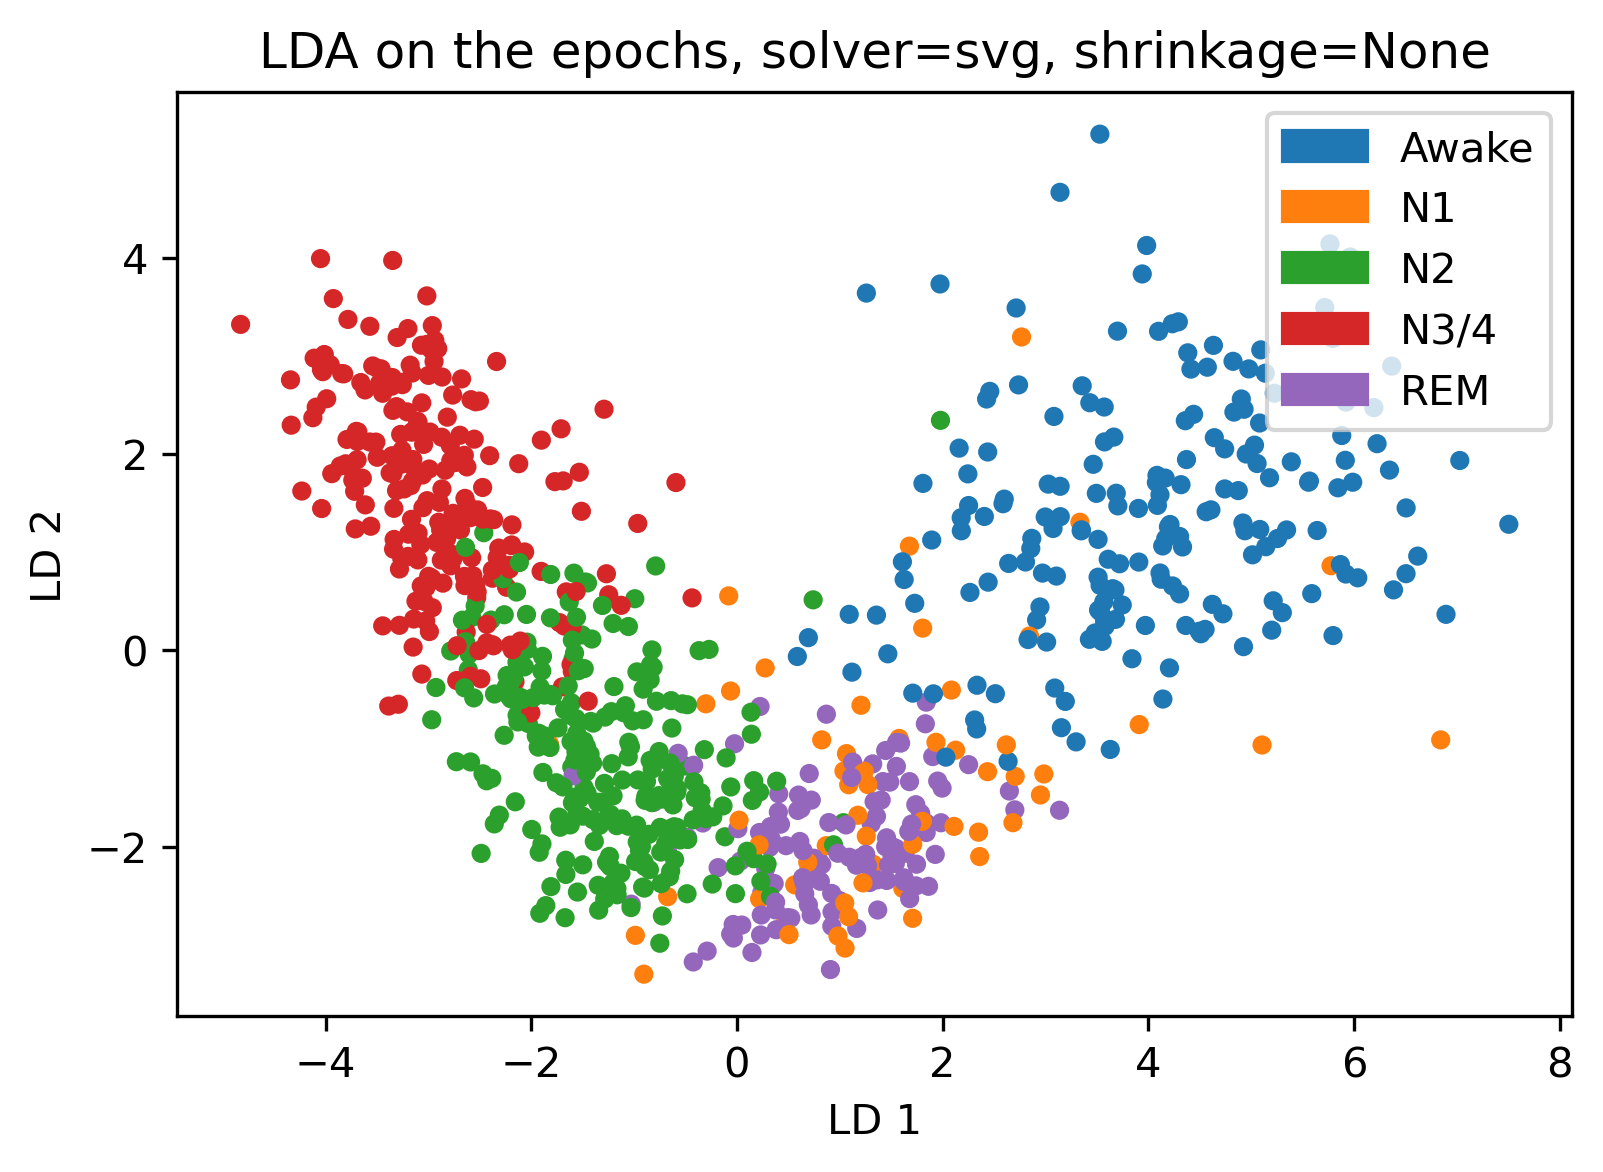 LDA on the epochs, solver=svg, shrinkage=None
Awake
N1
N2
N3/4
REM
4
2
0
−2
LD 2
−4
−2
0
2
4
6
8
LD 1